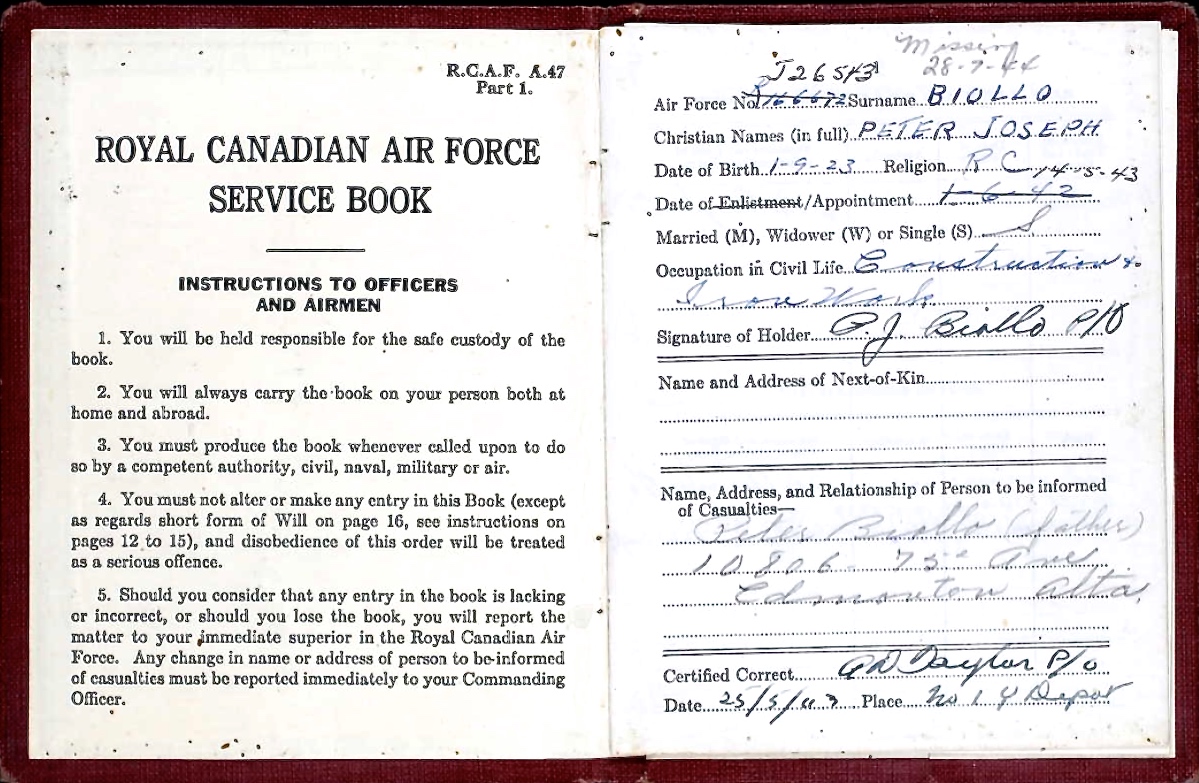 R.C.A.F. A.47
Part 1.
ROYAL CANADIAN AIR FORCE
SERVICE BOOK
INSTRUCTIONS TO OFFICERS
AND AIRMEN
1. You will be held responsible for the safe custody of the
book.
2. You will always carry the book on your person both at
home and abroad.
3. You must produce the book whenever called upon to do
so by a competent authority, civil, naval, military or air.
4. You must not alter or make any entry in this Book (except
as regards short form of Will on page 16, see instructions on
pages 12 to 15), and disobedience of this order will be treated
as a serious offence.
5. Should you consider that any entry in the book is lacking
or incorrect, or should you lose the book, you will report the
matter to your immediate superior in the Royal Canadian Air
Force. Any change in name or address of person to be informed
of casualties must be reported immediately to your Commanding
Officer.
Missing
28-7-44
J26543
Air Force No. R166672 Surname BIOLLO
Christian Names (in full) PETER JOSEPH
Date of Birth 1-9-23 Religion R C 14-5-43
Date of Enlistment/Appointment 1-6-42
Married (M), Widower (W) or Single (S) S
Occupation in Civil Life Construction &
Iron Work
Signature of Holder P.J. Biollo P/O
Name and Address of Next-of-Kin
Name, Address, and Relationship of Person to be informed
of Casualties—
Peter Biollo (father)
10806 75 Ave
Edmonton Alta.
Certified Correct Taylor P/O
Date 25/5/43 Place No 1 Y Depot